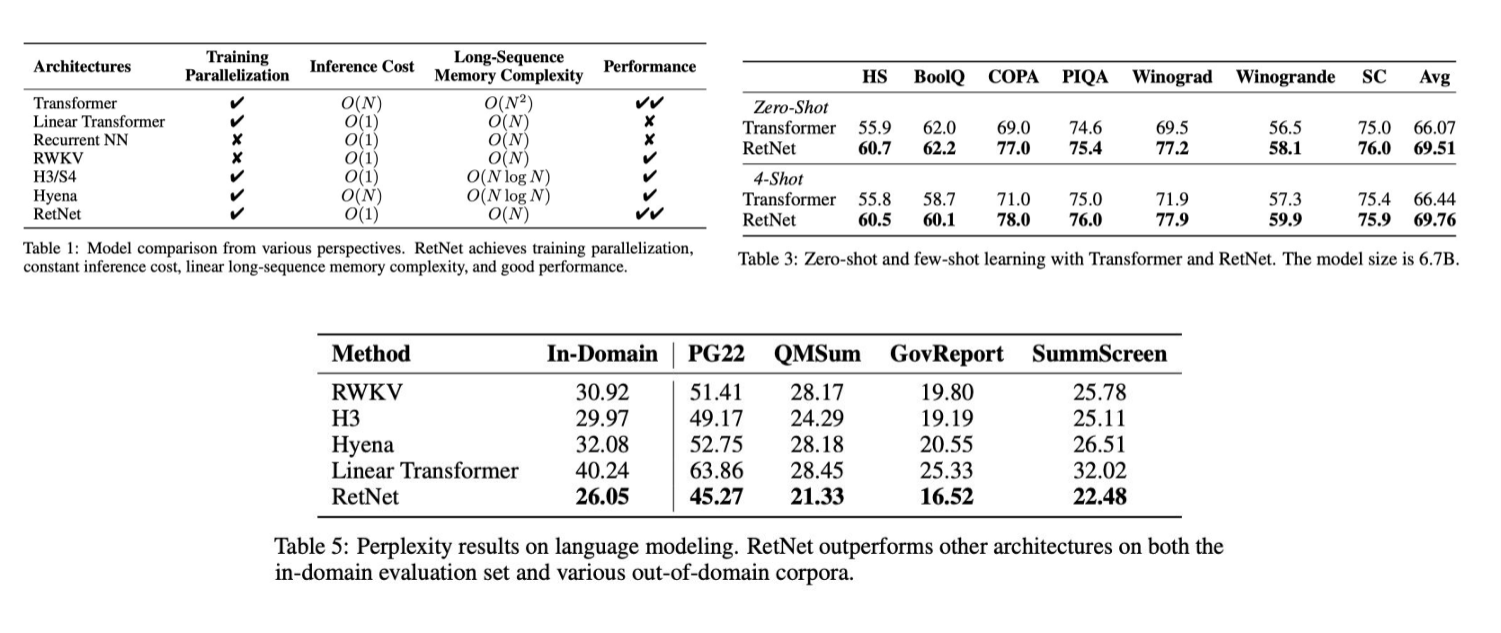 Architectures Training Parallelization Inference Cost Long-Sequence Memory Complexity Performance
Transformer ✔ O(N) O(N²) ✔✔
Linear Transformer ✔ O(1) O(N) ✘
Recurrent NN ✘ O(1) O(N) ✘
RWKV ✘ O(1) O(N) ✔
H3/S4 ✔ O(1) O(N log N) ✔
Hyena ✔ O(N) O(N log N) ✔
RetNet ✔ O(1) O(N) ✔✔
Table 1: Model comparison from various perspectives. RetNet achieves training parallelization,
constant inference cost, linear long-sequence memory complexity, and good performance.
HS BoolQ COPA PIQA Winograd Winogrande SC Avg
Zero-Shot
Transformer 55.9 62.0 69.0 74.6 69.5 56.5 75.0 66.07
RetNet 60.7 62.2 77.0 75.4 77.2 58.1 76.0 69.51
4-Shot
Transformer 55.8 58.7 71.0 75.0 71.9 57.3 75.4 66.44
RetNet 60.5 60.1 78.0 76.0 77.9 59.9 75.9 69.76
Table 3: Zero-shot and few-shot learning with Transformer and RetNet. The model size is 6.7B.
Method In-Domain PG22 QMSum GovReport SummScreen
RWKV 30.92 51.41 28.17 19.80 25.78
H3 29.97 49.17 24.29 19.19 25.11
Hyena 32.08 52.75 28.18 20.55 26.51
Linear Transformer 40.24 63.86 28.45 25.33 32.02
RetNet 26.05 45.27 21.33 16.52 22.48
Table 5: Perplexity results on language modeling. RetNet outperforms other architectures on both the
in-domain evaluation set and various out-of-domain corpora.